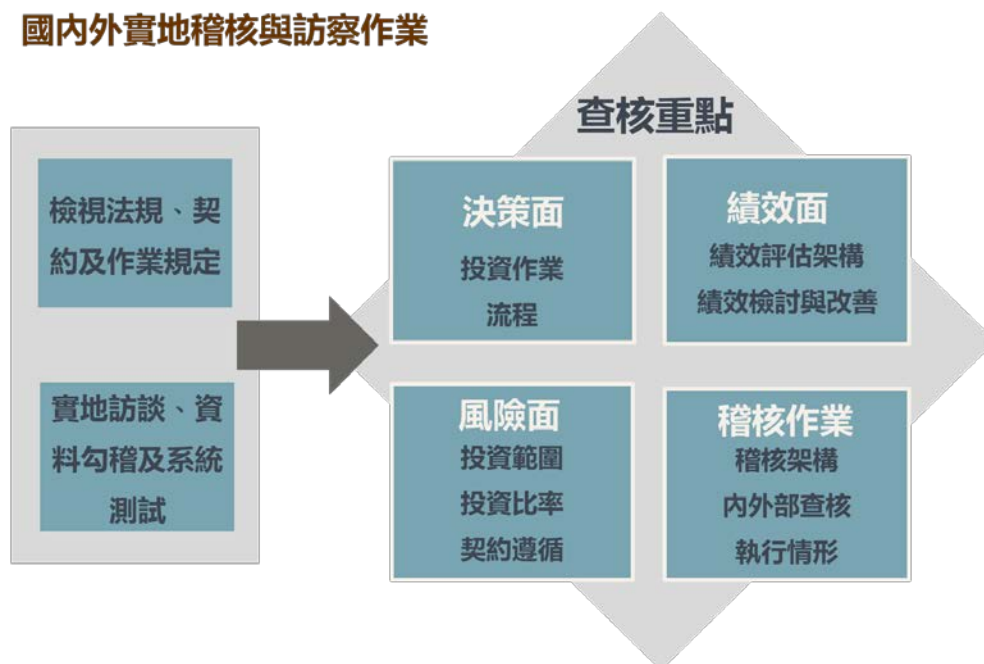 國內外實地稽核與訪察作業
檢視法規、契
約及作業規定
實地訪談、資
料勾稽及系統
測試
查核重點
決策面
投資作業
流程
績效面
績效評估架構
績效檢討與改善
風險面
投資範圍
投資比率
契約遵循
稽核作業
稽核架構
內外部查核
執行情形